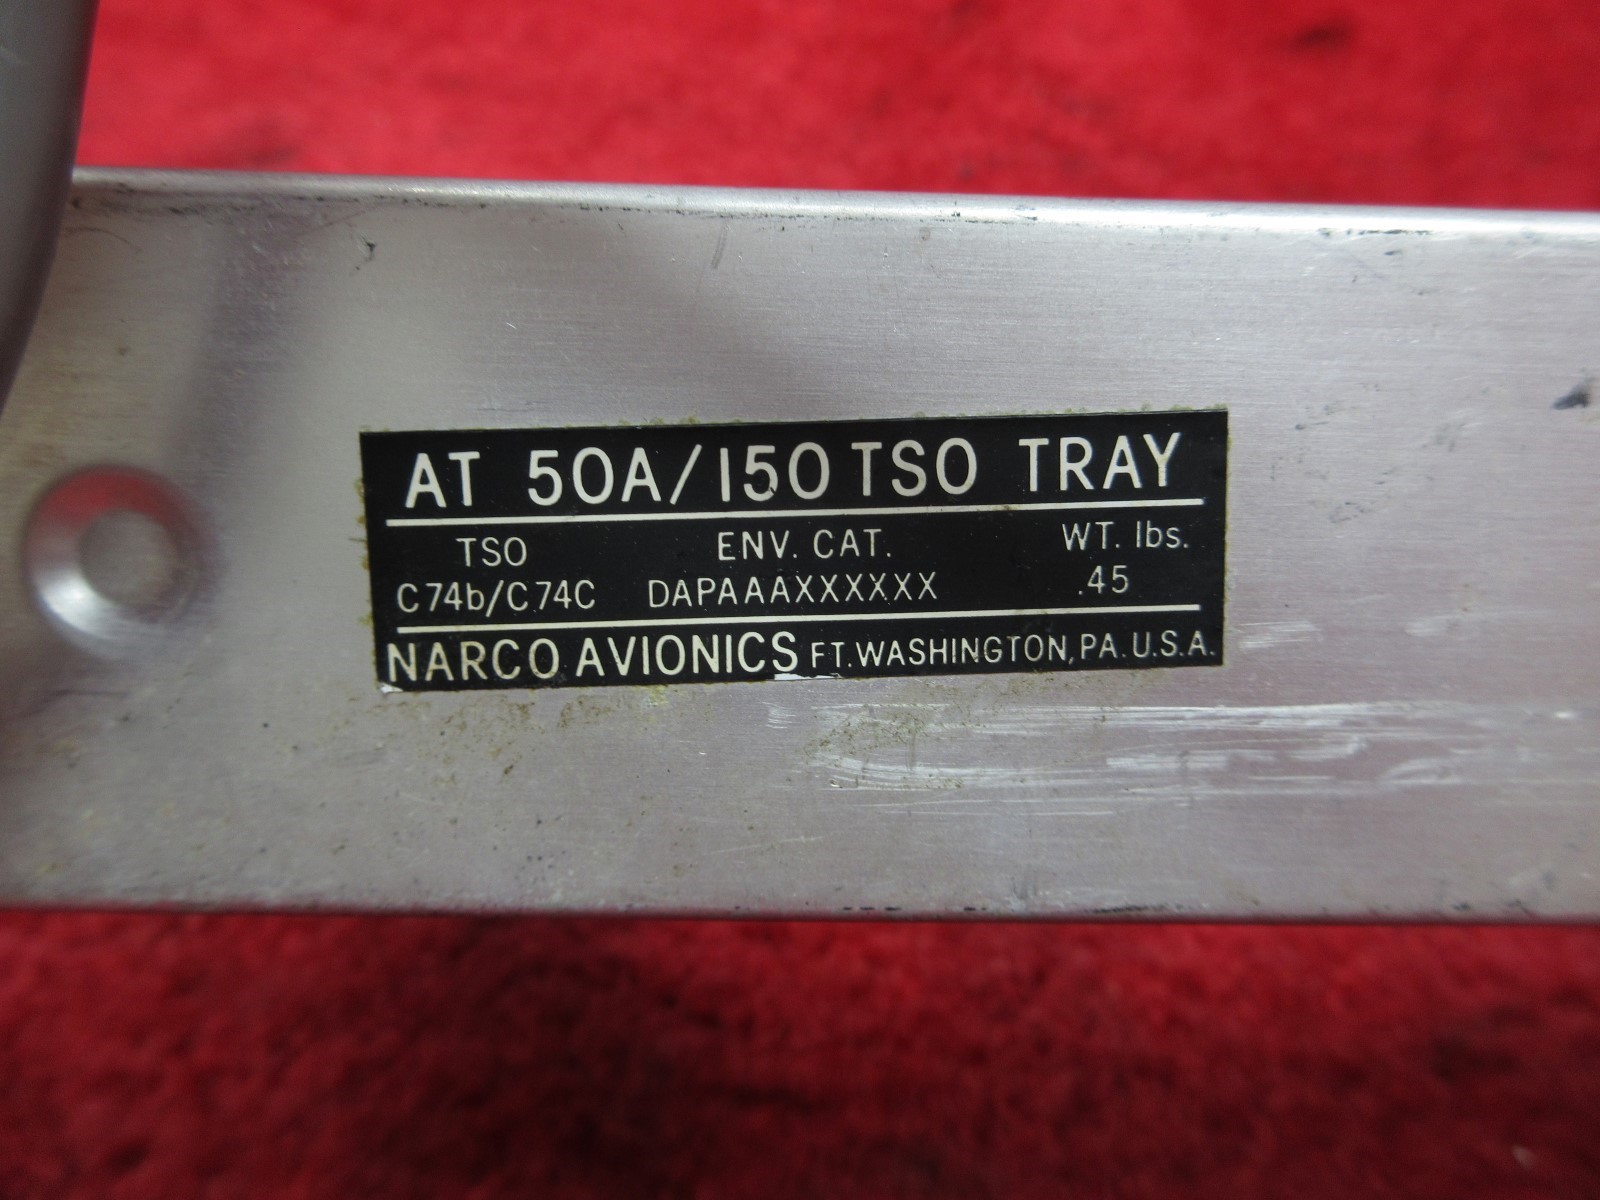 AT 50A/150 TSO TRAY
TSO ENV. CAT. WT. lbs.
C74b/C74C DAPAAAXXXXXX .45
NARCO AVIONICS FT. WASHINGTON, PA. U.S.A.